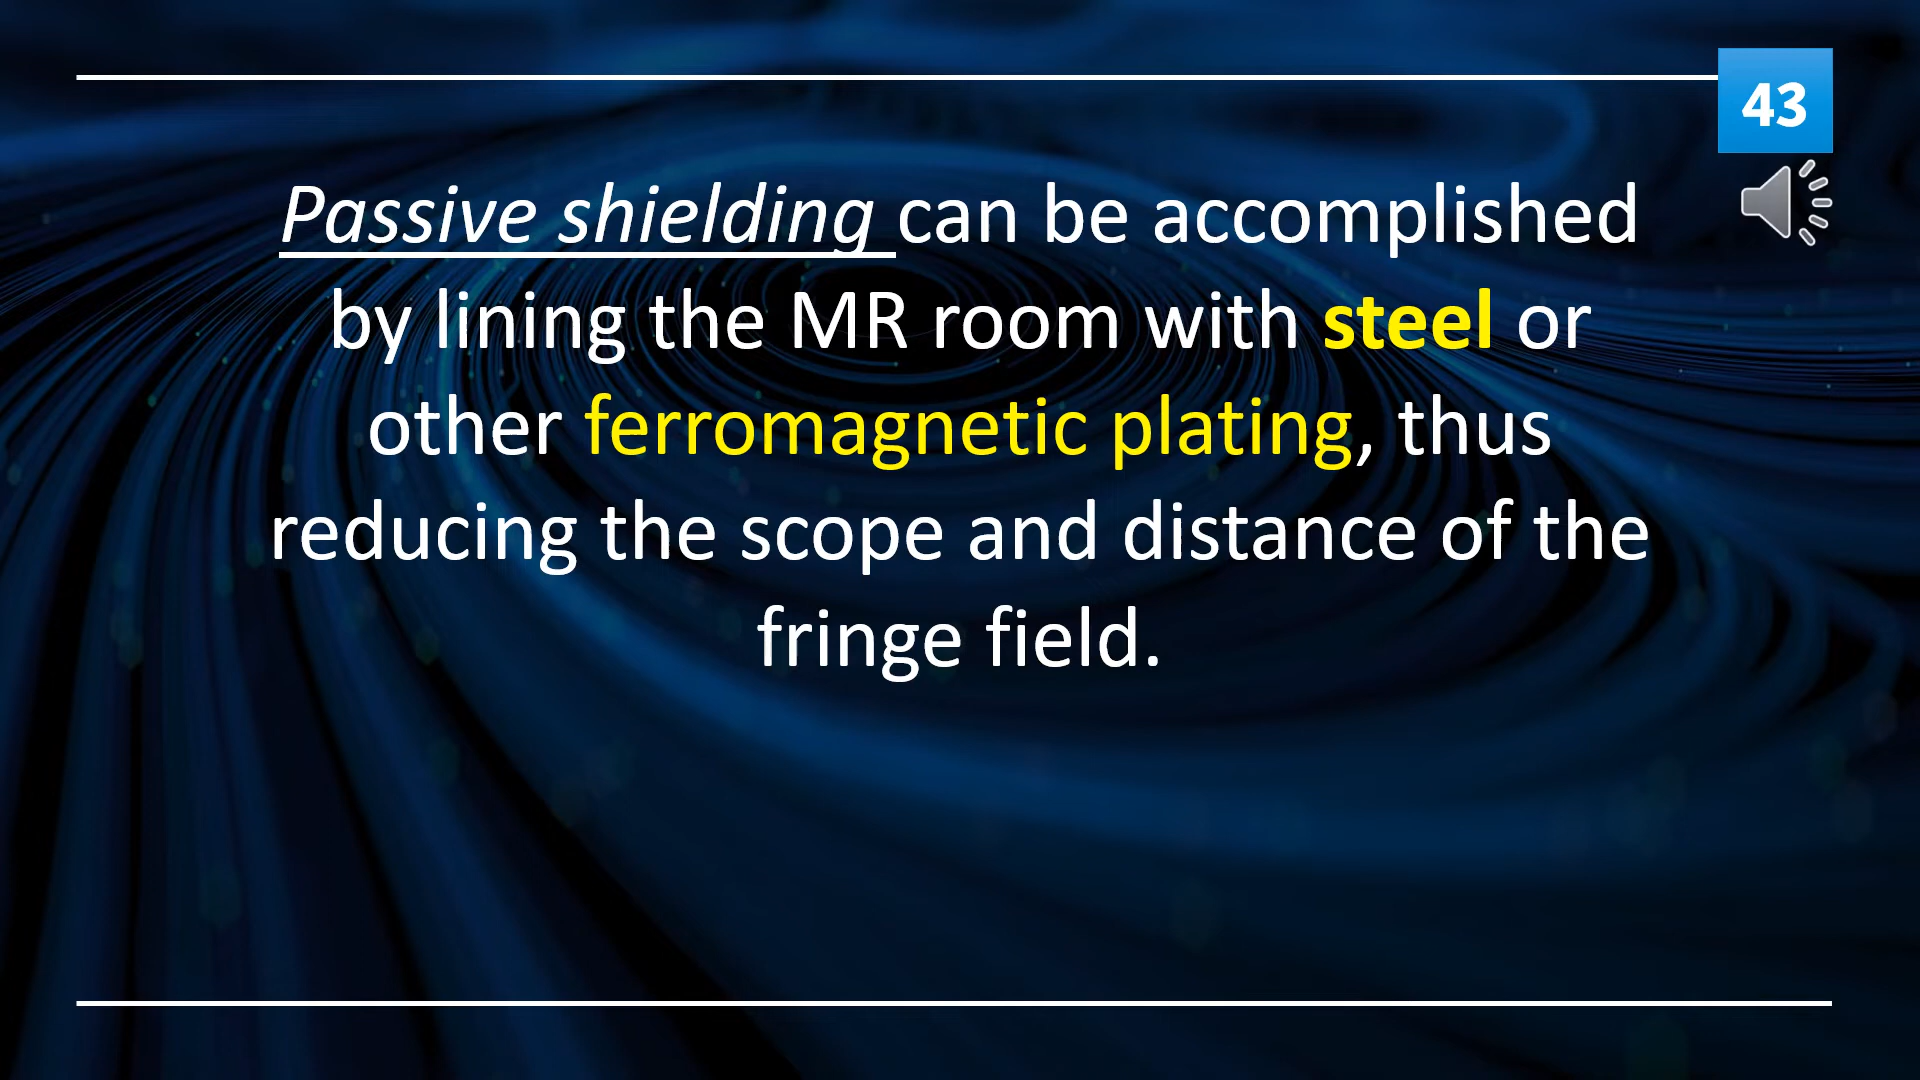 43
Passive shielding can be accomplished
by lining the MR room with steel or
other ferromagnetic plating, thus
reducing the scope and distance of the
fringe field.